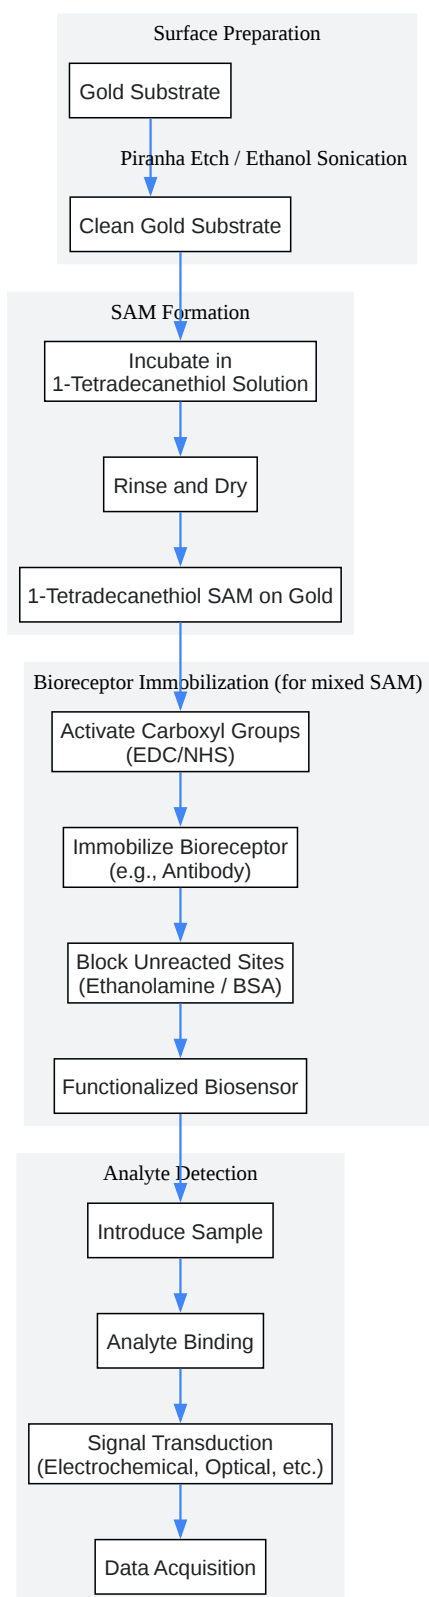 Surface Preparation
Gold Substrate
Piranha Etch / Ethanol Sonication
Clean Gold Substrate
SAM Formation
Incubate in
1-Tetradecanethiol Solution
Rinse and Dry
1-Tetradecanethiol SAM on Gold
Bioreceptor Immobilization (for mixed SAM)
Activate Carboxyl Groups
(EDC/NHS)
Immobilize Bioreceptor
(e.g., Antibody)
Block Unreacted Sites
(Ethanolamine / BSA)
Functionalized Biosensor
Analyte Detection
Introduce Sample
Analyte Binding
Signal Transduction
(Electrochemical, Optical, etc.)
Data Acquisition